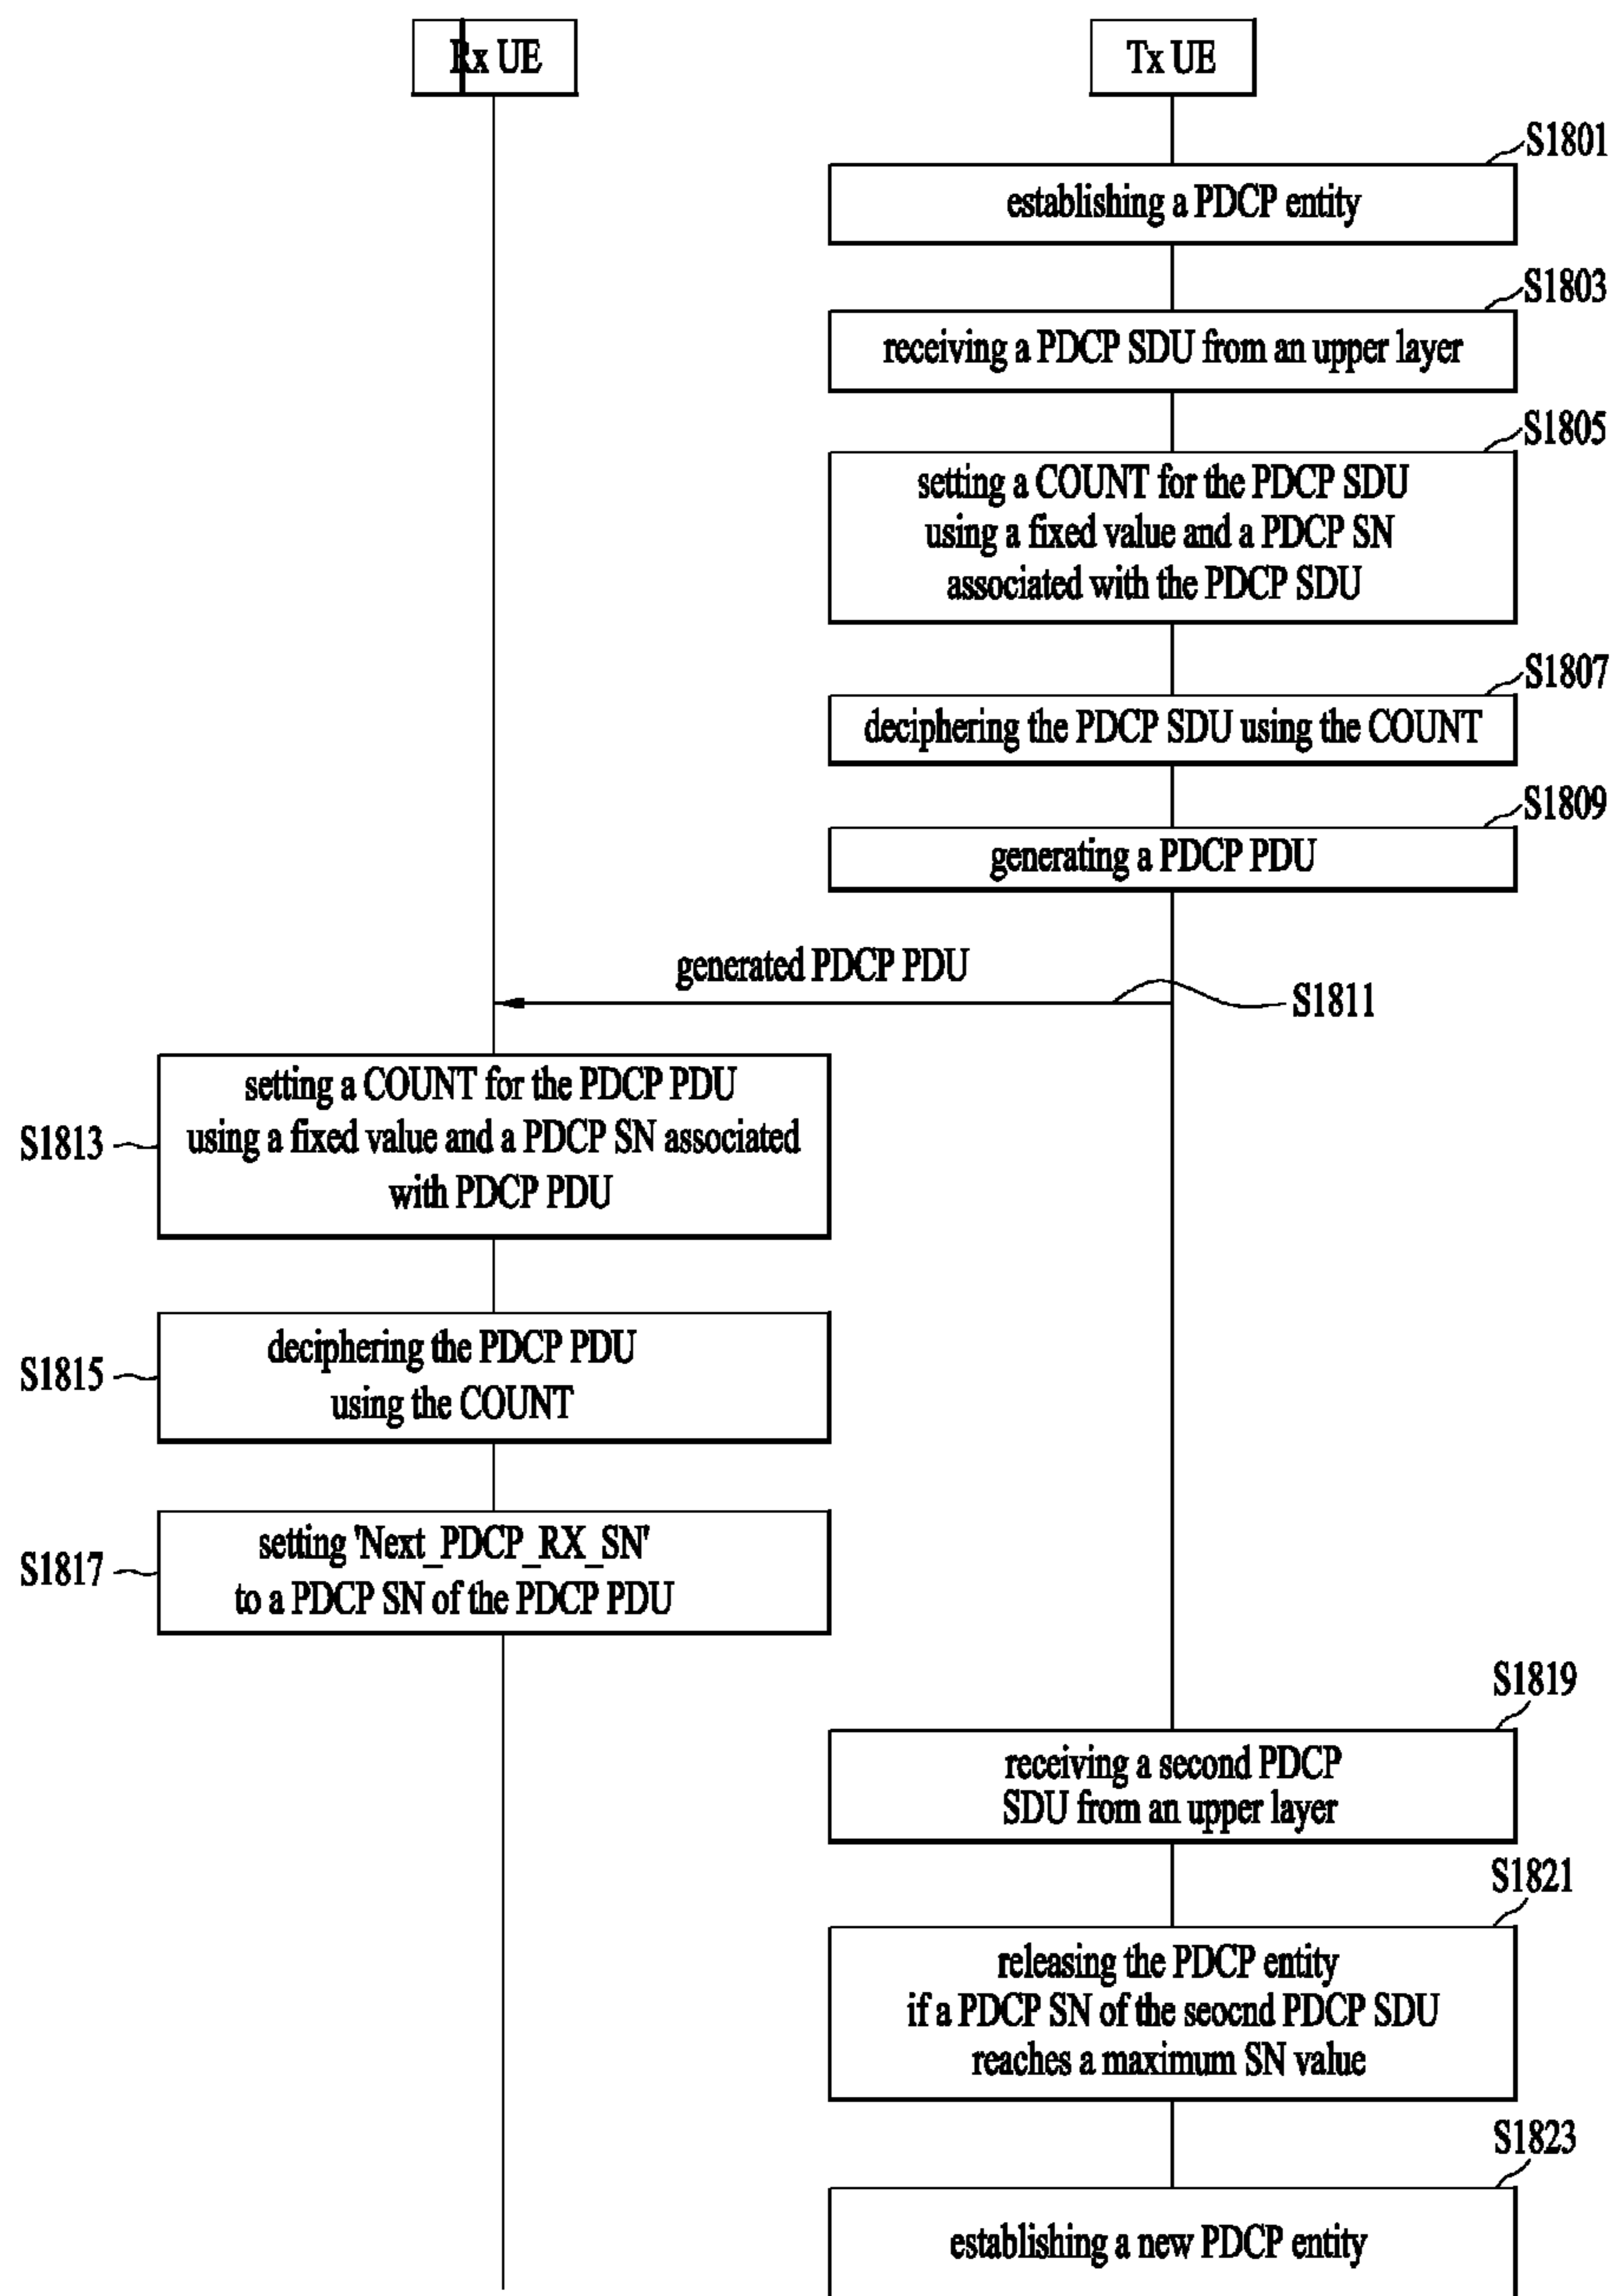 Rx UE
Tx UE
S1801
establishing a PDCP entity
S1803
receiving a PDCP SDU from an upper layer
S1805
setting a COUNT for the PDCP SDU
using a fixed value and a PDCP SN
associated with the PDCP SDU
S1807
deciphering the PDCP SDU using the COUNT
S1809
generating a PDCP PDU
generated PDCP PDU
S1811
S1813
setting a COUNT for the PDCP PDU
using a fixed value and a PDCP SN associated
with PDCP PDU
S1815
deciphering the PDCP PDU
using the COUNT
S1817
setting 'Next_PDCP_RX_SN'
to a PDCP SN of the PDCP PDU
S1819
receiving a second PDCP
SDU from an upper layer
S1821
releasing the PDCP entity
if a PDCP SN of the seocnd PDCP SDU
reaches a maximum SN value
S1823
establishing a new PDCP entity